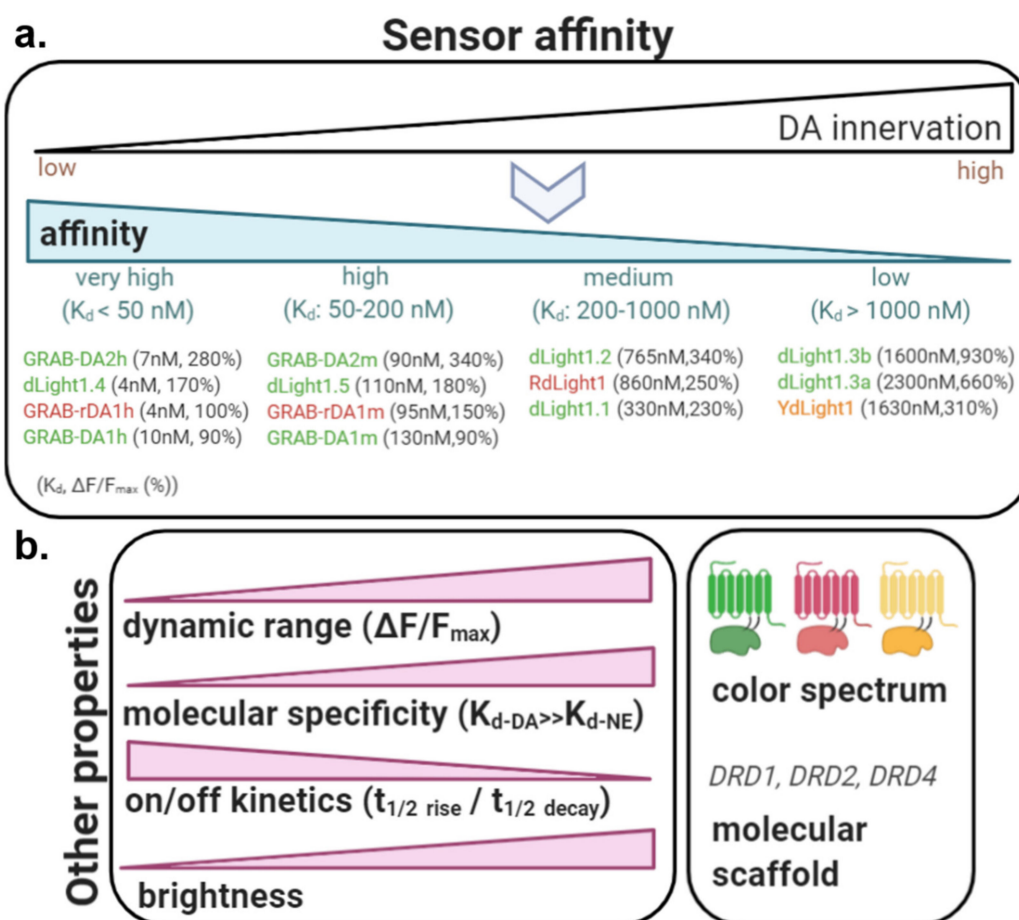 a.
Sensor affinity
DA innervation
low
high
affinity
very high
(Kd < 50 nM)
high
(Kd: 50-200 nM)
medium
(Kd: 200-1000 nM)
low
(Kd > 1000 nM)
GRAB-DA2h (7nM, 280%)
dLight1.4 (4nM, 170%)
GRAB-rDA1h (4nM, 100%)
GRAB-DA1h (10nM, 90%)
GRAB-DA2m (90nM, 340%)
dLight1.5 (110nM, 180%)
GRAB-rDA1m (95nM,150%)
GRAB-DA1m (130nM,90%)
dLight1.2 (765nM,340%)
RdLight1 (860nM,250%)
dLight1.1 (330nM,230%)
dLight1.3b (1600nM,930%)
dLight1.3a (2300nM,660%)
YdLight1 (1630nM,310%)
(Kd, ΔF/Fmax (%))
b.
Other properties
dynamic range (ΔF/Fmax)
molecular specificity (Kd-DA>>Kd-NE)
on/off kinetics (t1/2 rise / t1/2 decay)
brightness
color spectrum
DRD1, DRD2, DRD4
molecular
scaffold